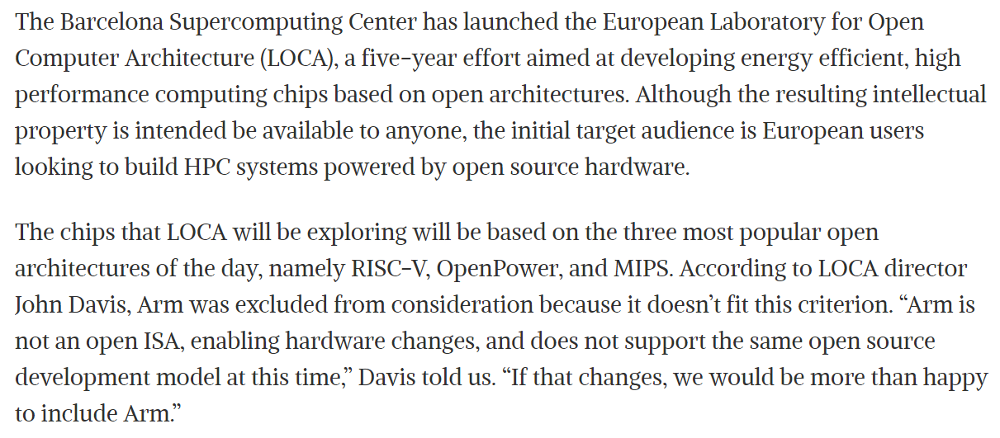 The Barcelona Supercomputing Center has launched the European Laboratory for Open
Computer Architecture (LOCA), a five-year effort aimed at developing energy efficient, high
performance computing chips based on open architectures. Although the resulting intellectual
property is intended be available to anyone, the initial target audience is European users
looking to build HPC systems powered by open source hardware.
The chips that LOCA will be exploring will be based on the three most popular open
architectures of the day, namely RISC-V, OpenPower, and MIPS. According to LOCA director
John Davis, Arm was excluded from consideration because it doesn’t fit this criterion. “Arm is
not an open ISA, enabling hardware changes, and does not support the same open source
development model at this time,” Davis told us. “If that changes, we would be more than happy
to include Arm.”